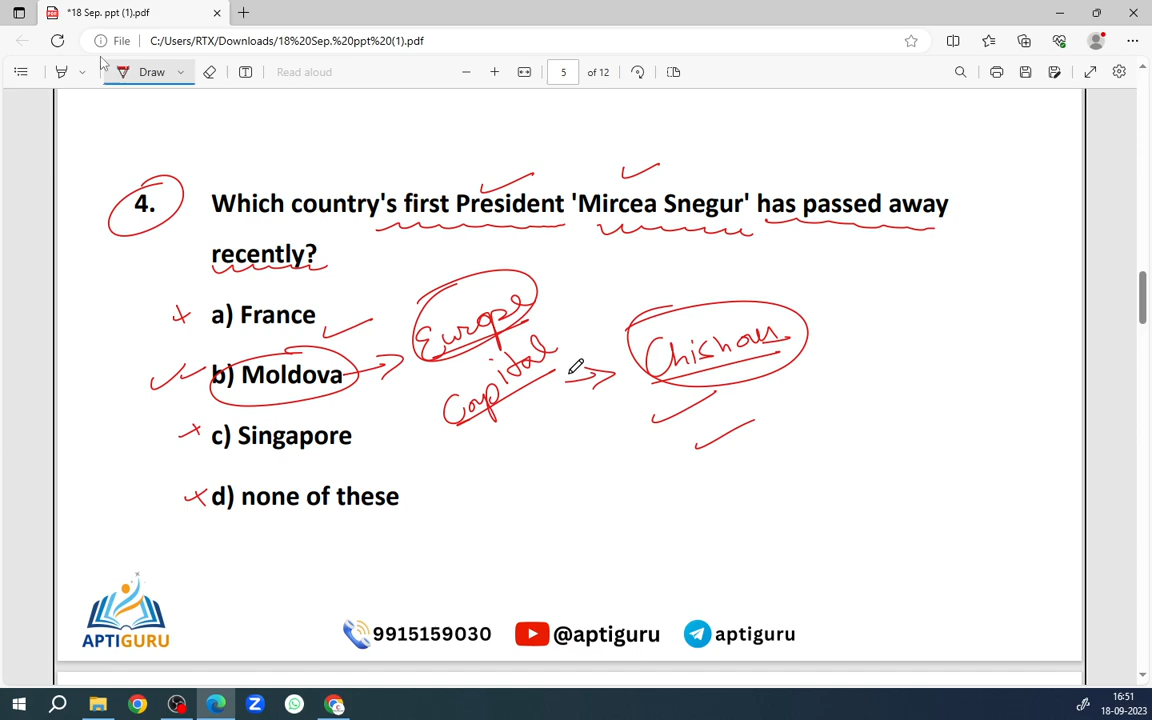 *18 Sep. ppt (1).pdf
File C:/Users/RTX/Downloads/18%20Sep.%20ppt%20(1).pdf
Draw Read aloud 5 of 12
4. Which country's first President 'Mircea Snegur' has passed away
recently?
a) France
Europe
b) Moldova
Capital
Chisnau
c) Singapore
d) none of these
APTIGURU
9915159030 @aptiguru aptiguru
16:51
18-09-2023